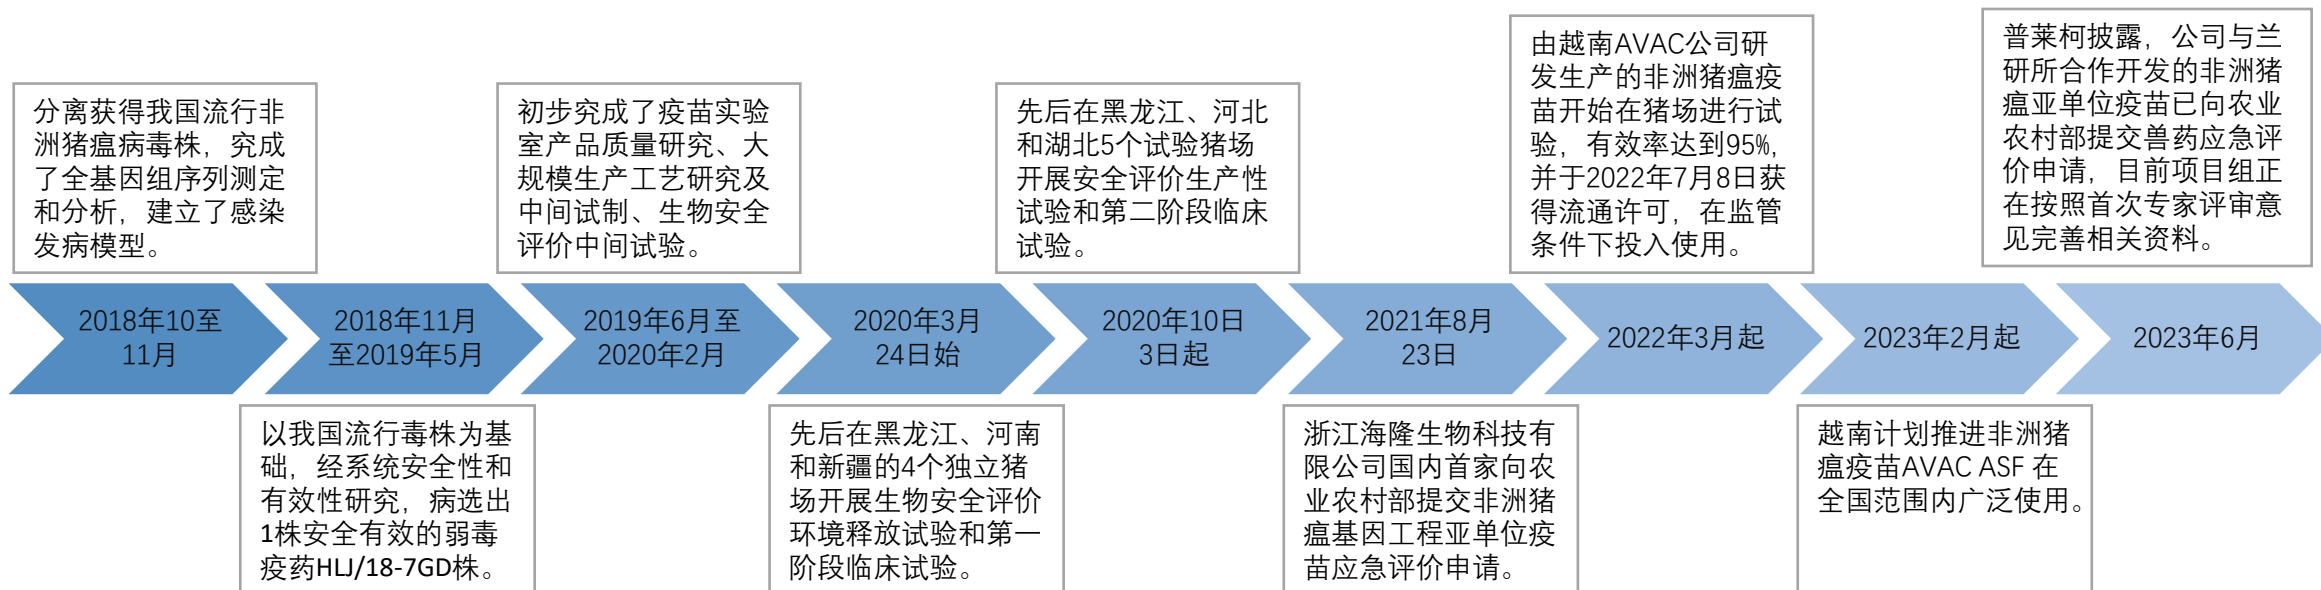 分离获得我国流行非
洲猪瘟病毒株，究成
了全基因组序列测定
和分析，建立了感染
发病模型。
初步究成了疫苗实验
室产品质量研究、大
规模生产工艺研究及
中间试制、生物安全
评价中间试验。
先后在黑龙江、河北
和湖北5个试验猪场
开展安全评价生产性
试验和第二阶段临床
试验。
由越南AVAC公司研
发生产的非洲猪瘟疫
苗开始在猪场进行试
验，有效率达到95%，
并于2022年7月8日获
得流通许可，在监管
条件下投入使用。
普莱柯披露，公司与兰
研所合作开发的非洲猪
瘟亚单位疫苗已向农业
农村部提交兽药应急评
价申请，目前项目组正
在按照首次专家评审意
见完善相关资料。
2018年10至
11月
2018年11月
至2019年5月
2019年6月至
2020年2月
2020年3月
24日始
2020年10日
3日起
2021年8月
23日
2022年3月起
2023年2月起
2023年6月
以我国流行毒株为基
础，经系统安全性和
有效性研究，病选出
1株安全有效的弱毒
疫药HLJ/18-7GD株。
先后在黑龙江、河南
和新疆的4个独立猪
场开展生物安全评价
环境释放试验和第一
阶段临床试验。
浙江海隆生物科技有
限公司国内首家向农
业农村部提交非洲猪
瘟基因工程亚单位疫
苗应急评价申请。
越南计划推进非洲猪
瘟疫苗AVAC ASF 在
全国范围内广泛使用。